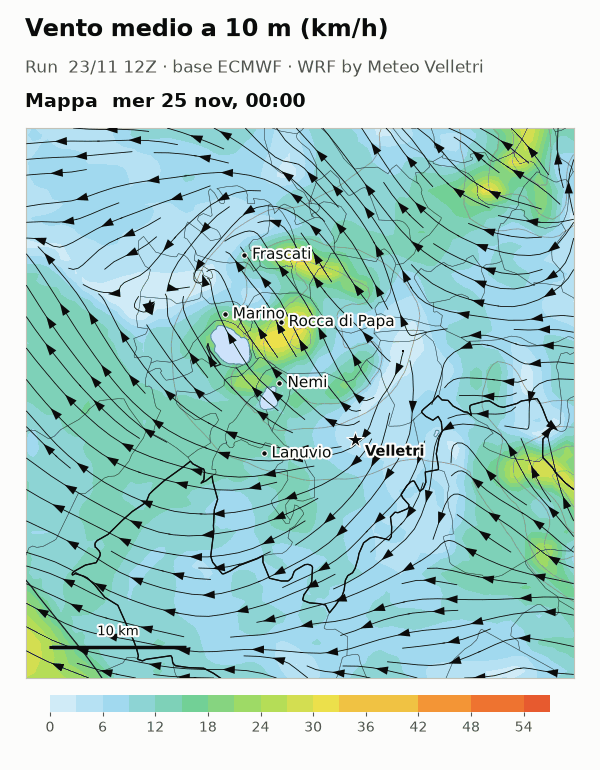 Vento medio a 10 m (km/h)
Run 23/11 12Z · base ECMWF · WRF by Meteo Velletri
Mappa mer 25 nov, 00:00
Frascati
Marino
Rocca di Papa
Nemi
Lanuvio
Velletri
10 km
0 6 12 18 24 30 36 42 48 54